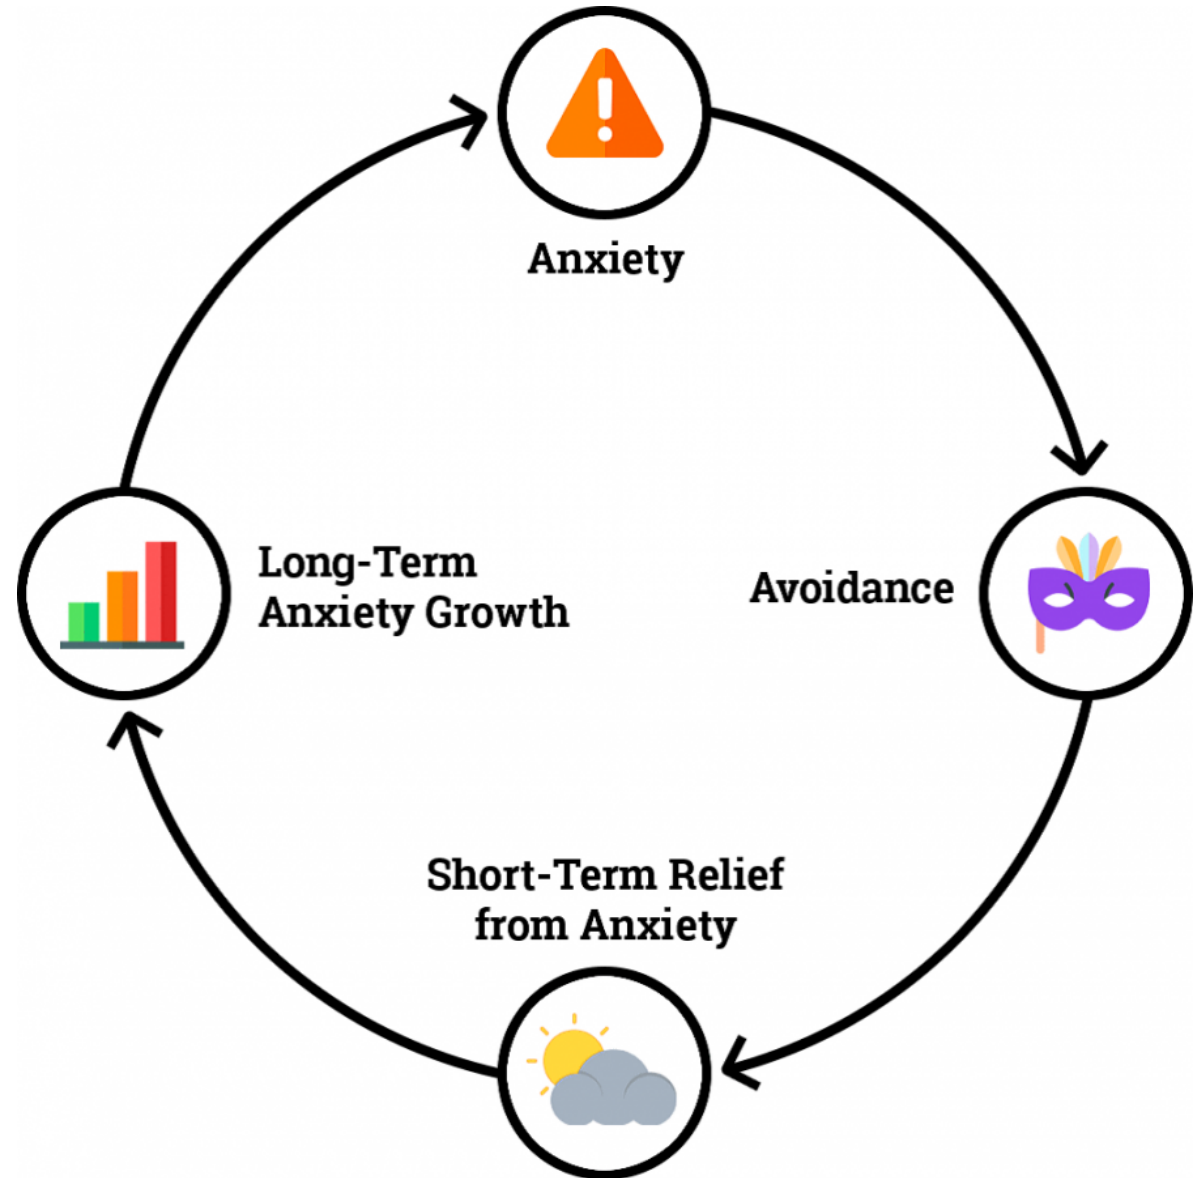 Anxiety
Long-Term
Anxiety Growth
Avoidance
Short-Term Relief
from Anxiety